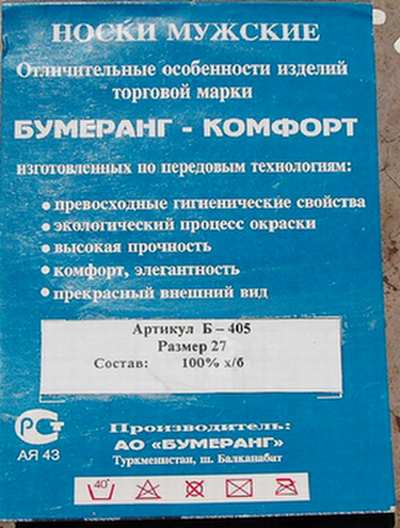 НОСКИ МУЖСКИЕ
Отличительные особенности изделий
торговой марки
БУМЕРАНГ - КОМФОРТ
изготовленных по передовым технологиям:
• превосходные гигиенические свойства
• экологический процесс окраски
• высокая прочность
• комфорт, элегантность
• прекрасный внешний вид
Артикул Б – 405
Размер 27
Состав: 100% х/б
РСТ
АЯ 43
Производитель:
АО «БУМЕРАНГ»
Туркменистан, ш. Балканабит
40°